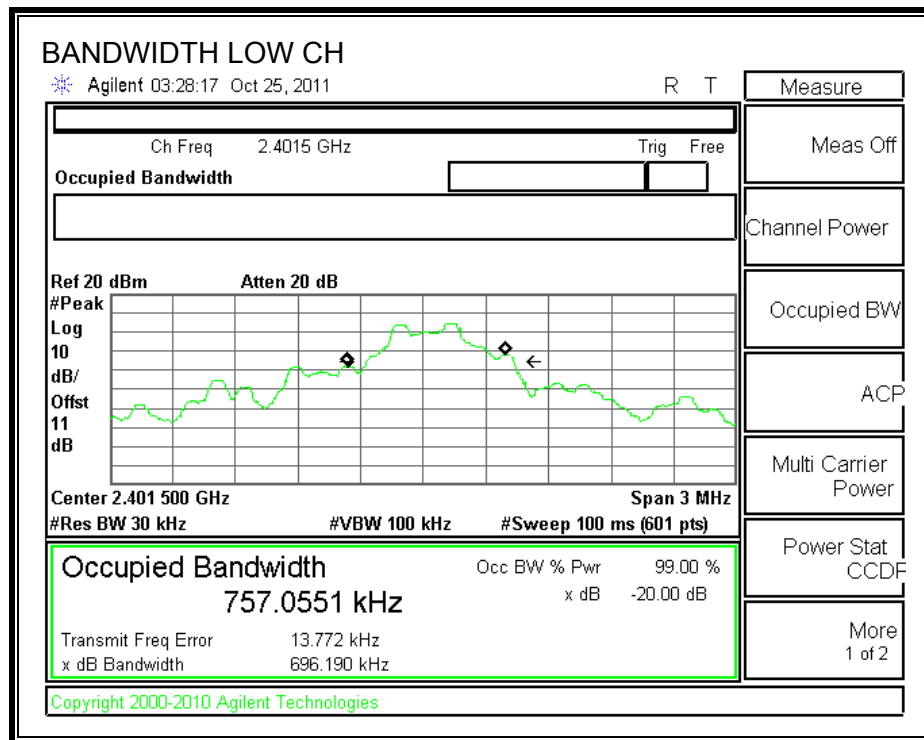 BANDWIDTH LOW CH
Agilent 03:28:17 Oct 25, 2011 R T
Measure
Ch Freq 2.4015 GHz Trig Free
Meas Off
Occupied Bandwidth
Channel Power
Ref 20 dBm Atten 20 dB
#Peak
Log
10
dB/
Offst
11
dB
Occupied BW
ACP
Center 2.401 500 GHz Span 3 MHz
#Res BW 30 kHz #VBW 100 kHz #Sweep 100 ms (601 pts)
Multi Carrier
Power
Occupied Bandwidth Occ BW % Pwr 99.00 %
757.0551 kHz x dB -20.00 dB
Power Stat
CCDF
Transmit Freq Error 13.772 kHz
x dB Bandwidth 696.190 kHz
More
1 of 2
Copyright 2000-2010 Agilent Technologies